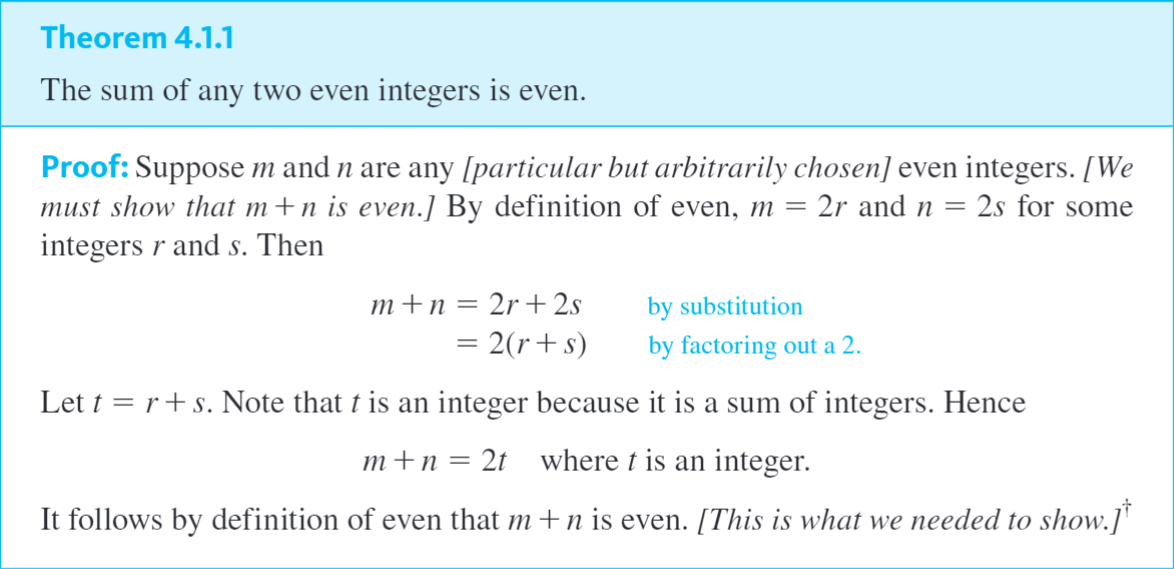 Theorem 4.1.1
The sum of any two even integers is even.
Proof: Suppose m and n are any [particular but arbitrarily chosen] even integers. [We
must show that m + n is even.] By definition of even, m = 2r and n = 2s for some
integers r and s. Then
m + n = 2r + 2s by substitution
= 2(r + s) by factoring out a 2.
Let t = r + s. Note that t is an integer because it is a sum of integers. Hence
m + n = 2t where t is an integer.
It follows by definition of even that m + n is even. [This is what we needed to show.]†